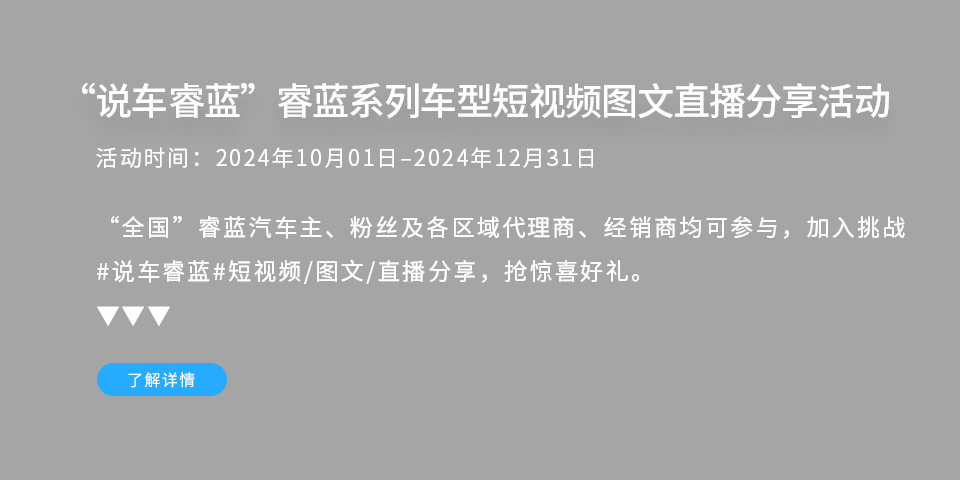 “说车睿蓝”睿蓝系列车型短视频图文直播分享活动
活动时间：2024年10月01日–2024年12月31日
“全国”睿蓝汽车主、粉丝及各区域代理商、经销商均可参与，加入挑战
#说车睿蓝#短视频/图文/直播分享，抢惊喜好礼。
▼▼▼
了解详情